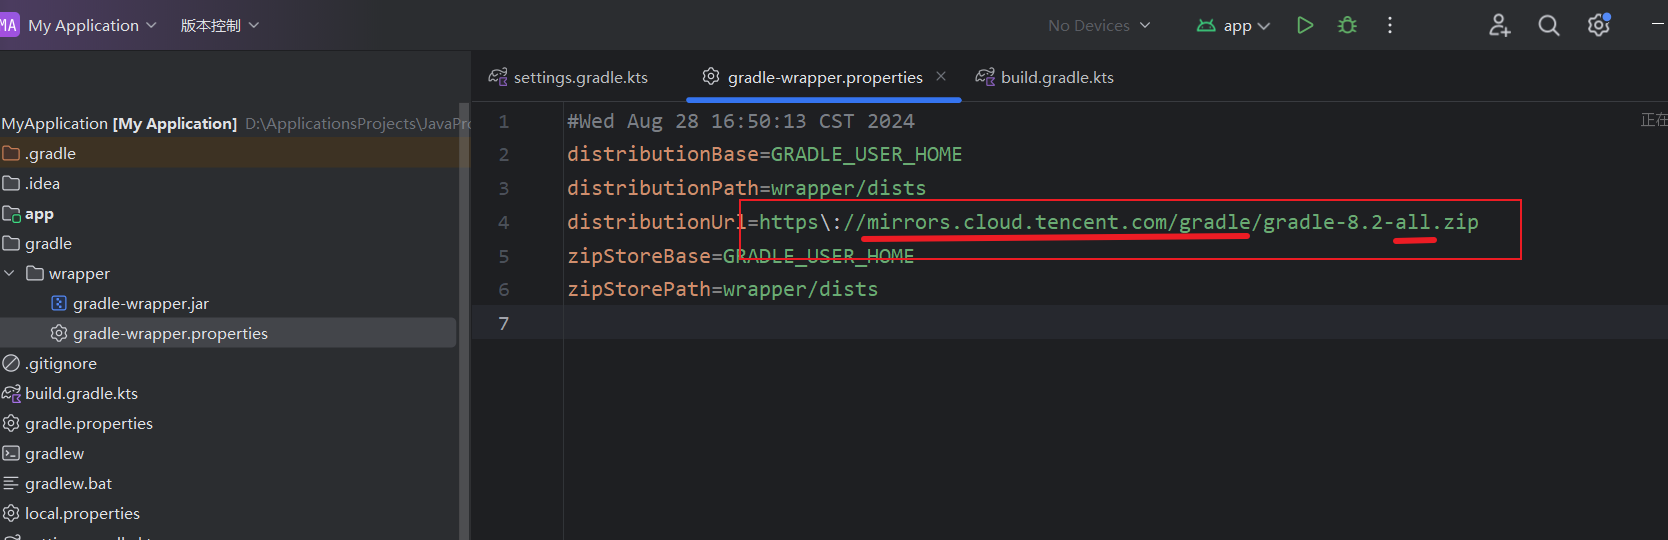 MA My Application 版本控制 No Devices app
settings.gradle.kts gradle-wrapper.properties build.gradle.kts
MyApplication [My Application] D:\ApplicationsProjects\JavaPr
.gradle
.idea
app
gradle
wrapper
gradle-wrapper.jar
gradle-wrapper.properties
.gitignore
build.gradle.kts
gradle.properties
gradlew
gradlew.bat
local.properties
1 #Wed Aug 28 16:50:13 CST 2024
2 distributionBase=GRADLE_USER_HOME
3 distributionPath=wrapper/dists
4 distributionUrl=https\://mirrors.cloud.tencent.com/gradle/gradle-8.2-all.zip
5 zipStoreBase=GRADLE_USER_HOME
6 zipStorePath=wrapper/dists
7
正在